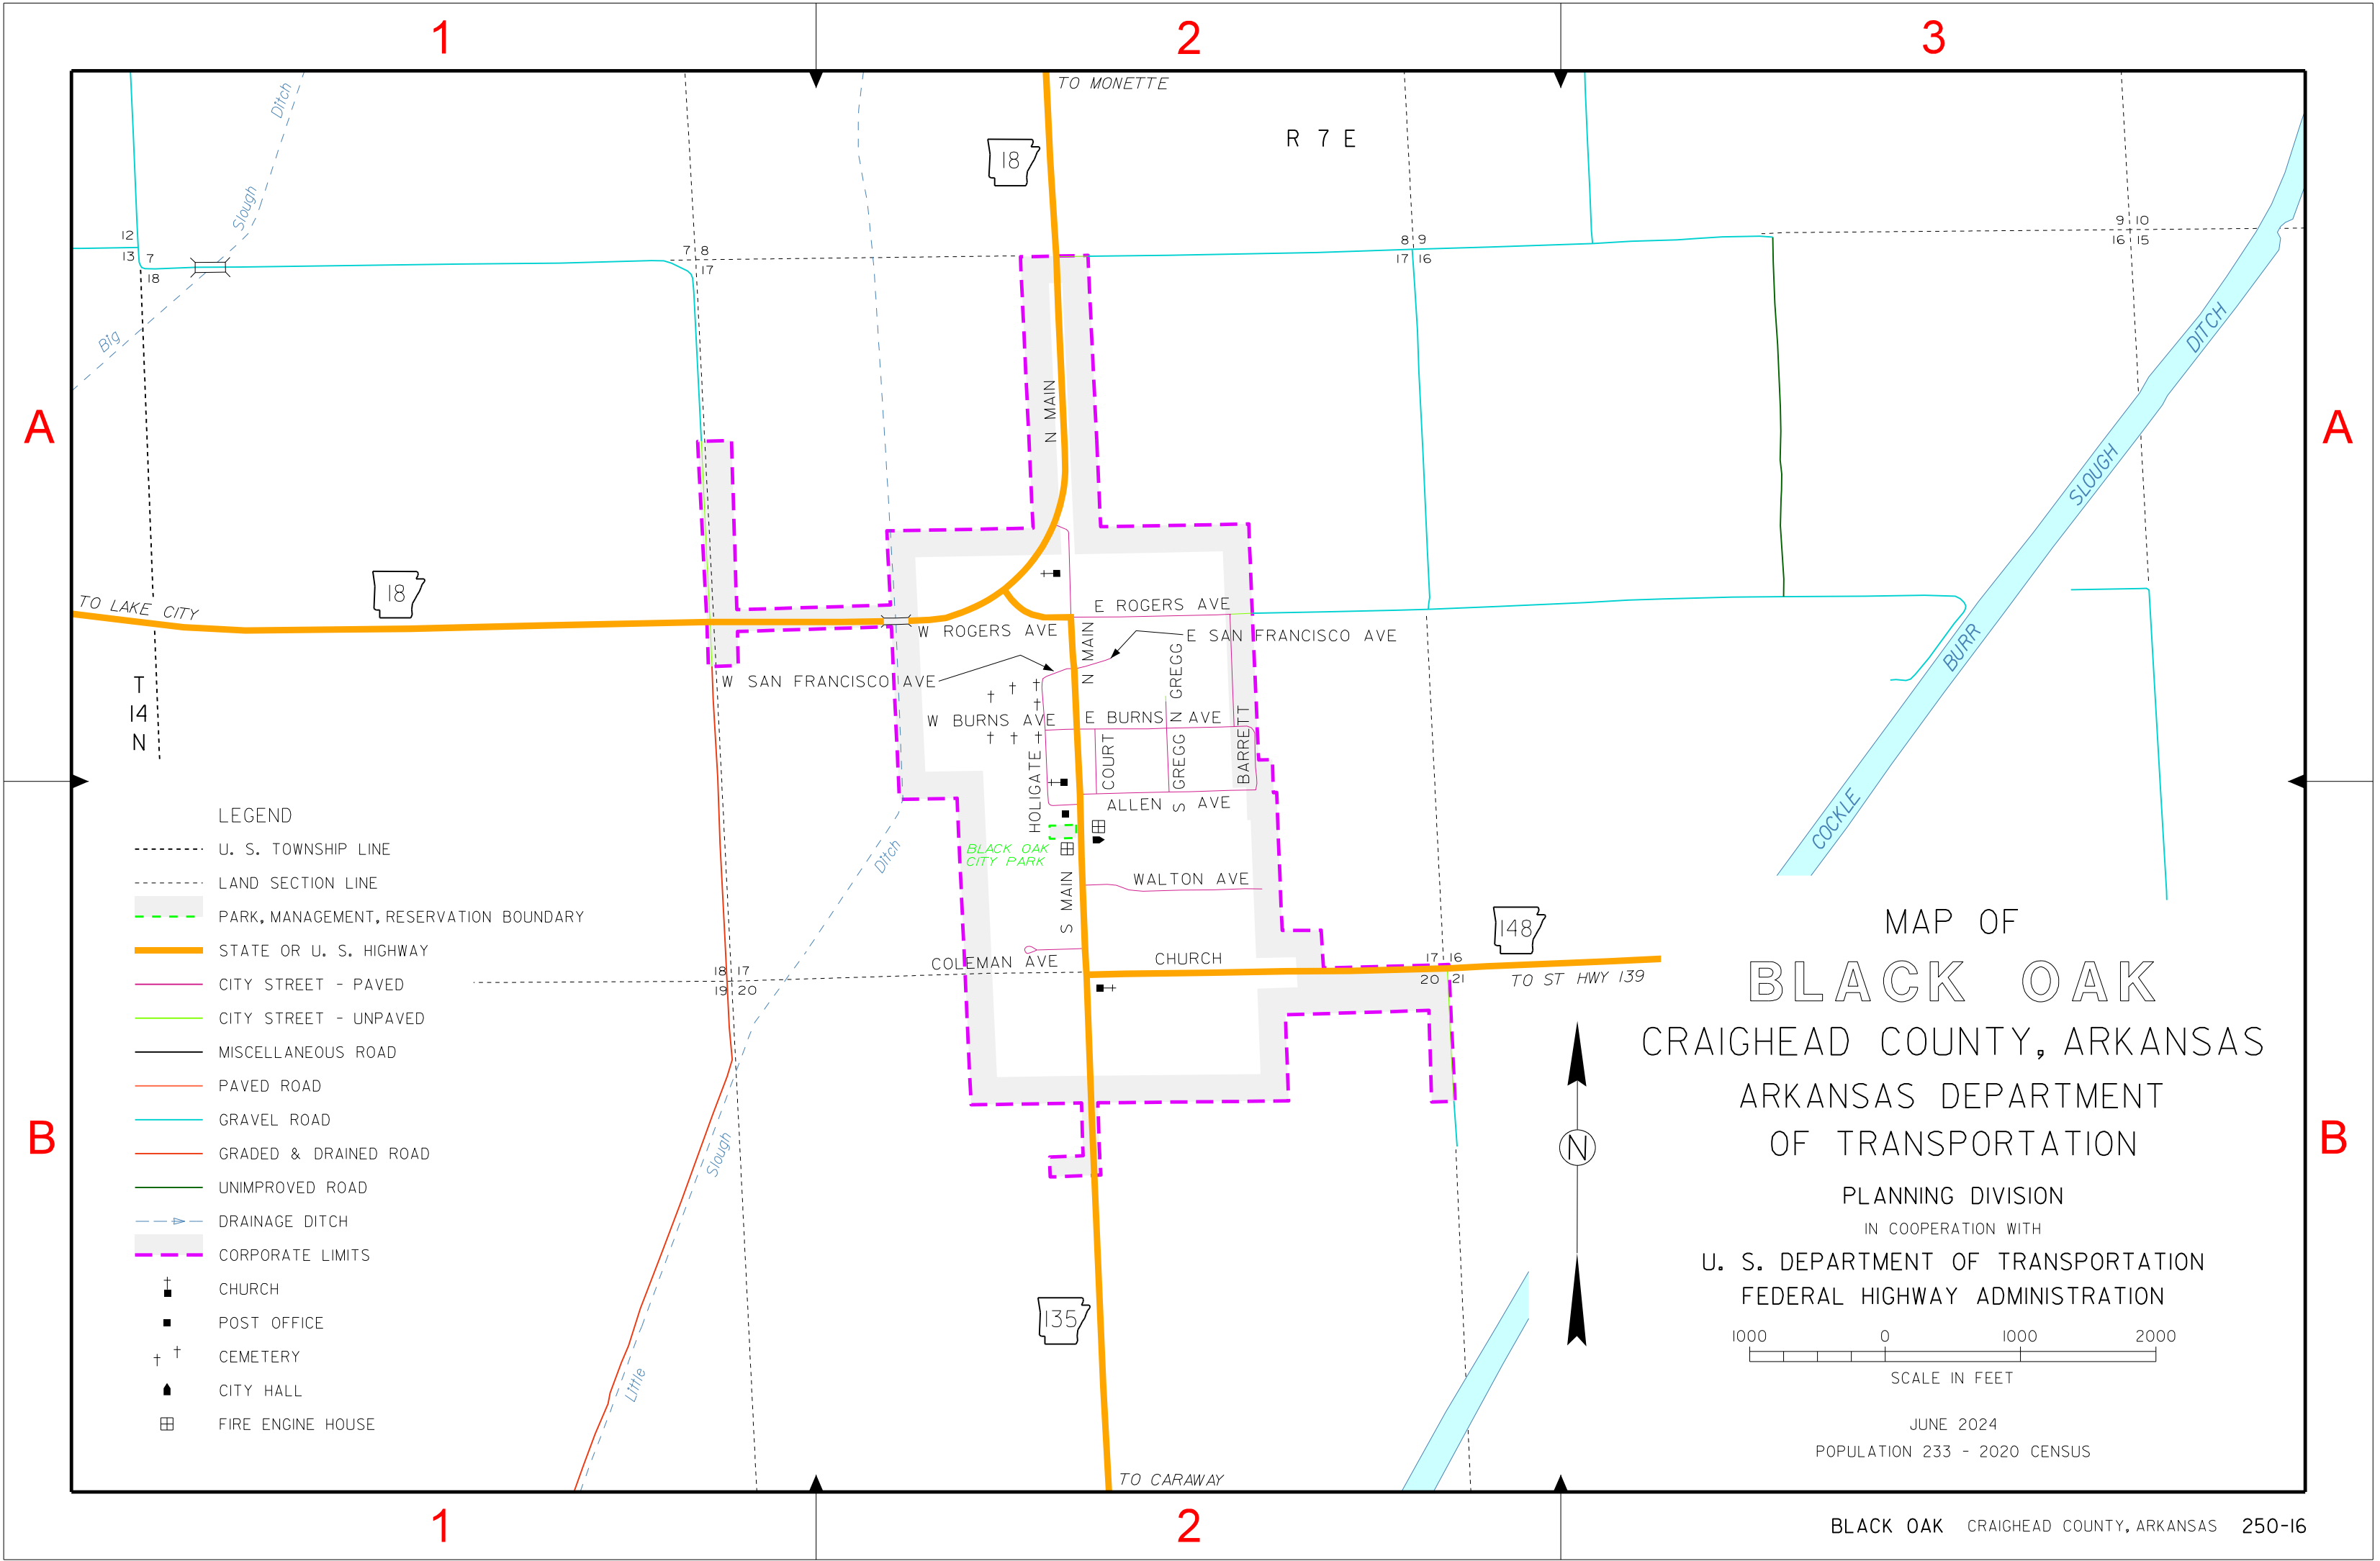 1
2
3
TO MONETTE
Ditch
R 7 E
18
Slough
12
13
7
18
7
8
17
8
9
17
16
9
10
16
15
Big
DITCH
A
A
N MAIN
SLOUGH
18
TO LAKE CITY
E ROGERS AVE
W ROGERS AVE
E SAN FRANCISCO AVE
N MAIN
N GREGG
BURR
W SAN FRANCISCO AVE
T
14
N
W BURNS AVE
E BURNS AVE
BARRETT
COURT
S GREGG
HOLIGATE
ALLEN AVE
COCKLE
BLACK OAK
CITY PARK
Ditch
WALTON AVE
S MAIN
148
COLEMAN AVE
CHURCH
18
17
19
20
17
16
20
21
TO ST HWY 139
LEGEND
U. S. TOWNSHIP LINE
LAND SECTION LINE
PARK, MANAGEMENT, RESERVATION BOUNDARY
STATE OR U. S. HIGHWAY
CITY STREET - PAVED
CITY STREET - UNPAVED
MISCELLANEOUS ROAD
PAVED ROAD
GRAVEL ROAD
GRADED & DRAINED ROAD
UNIMPROVED ROAD
DRAINAGE DITCH
CORPORATE LIMITS
CHURCH
POST OFFICE
CEMETERY
CITY HALL
FIRE ENGINE HOUSE
B
B
Slough
Little
135
TO CARAWAY
N
MAP OF
BLACK OAK
CRAIGHEAD COUNTY, ARKANSAS
ARKANSAS DEPARTMENT
OF TRANSPORTATION
PLANNING DIVISION
IN COOPERATION WITH
U. S. DEPARTMENT OF TRANSPORTATION
FEDERAL HIGHWAY ADMINISTRATION
1000 0 1000 2000
SCALE IN FEET
JUNE 2024
POPULATION 233 - 2020 CENSUS
1
2
BLACK OAK CRAIGHEAD COUNTY, ARKANSAS 250-16